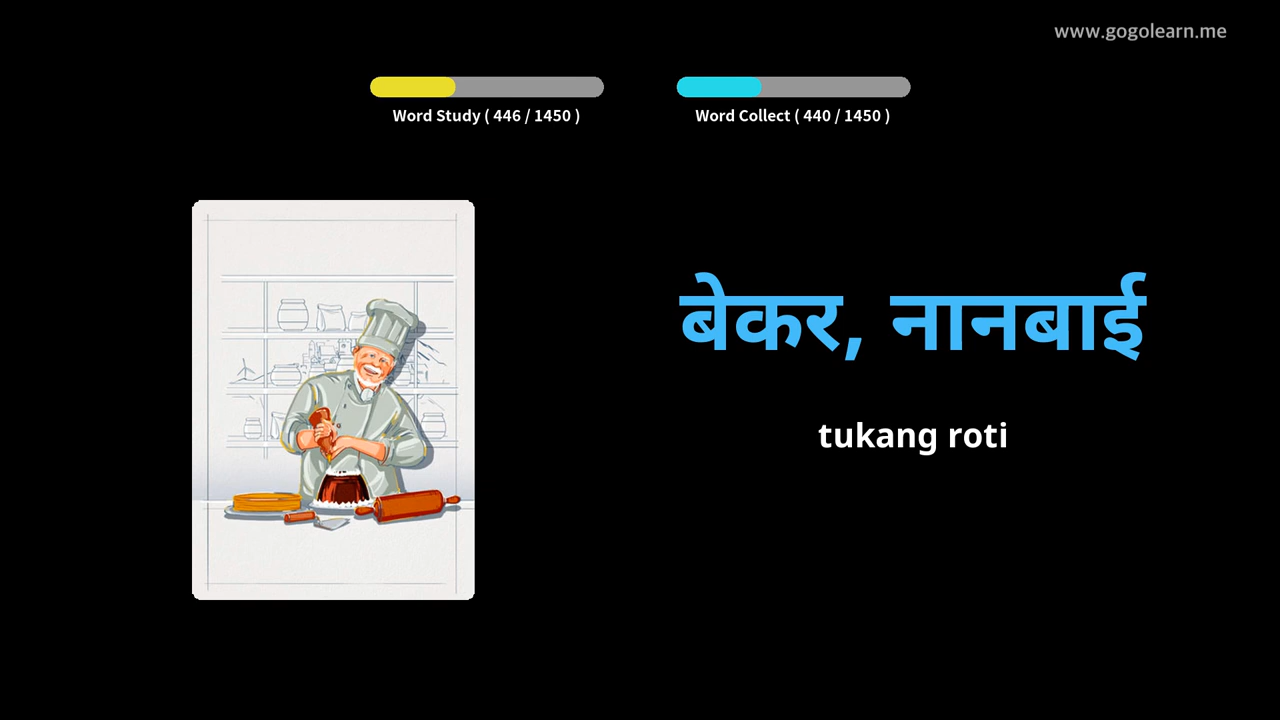 www.gogolearn.me
Word Study ( 446 / 1450 )
Word Collect ( 440 / 1450 )
बेकर, नानबाई
tukang roti